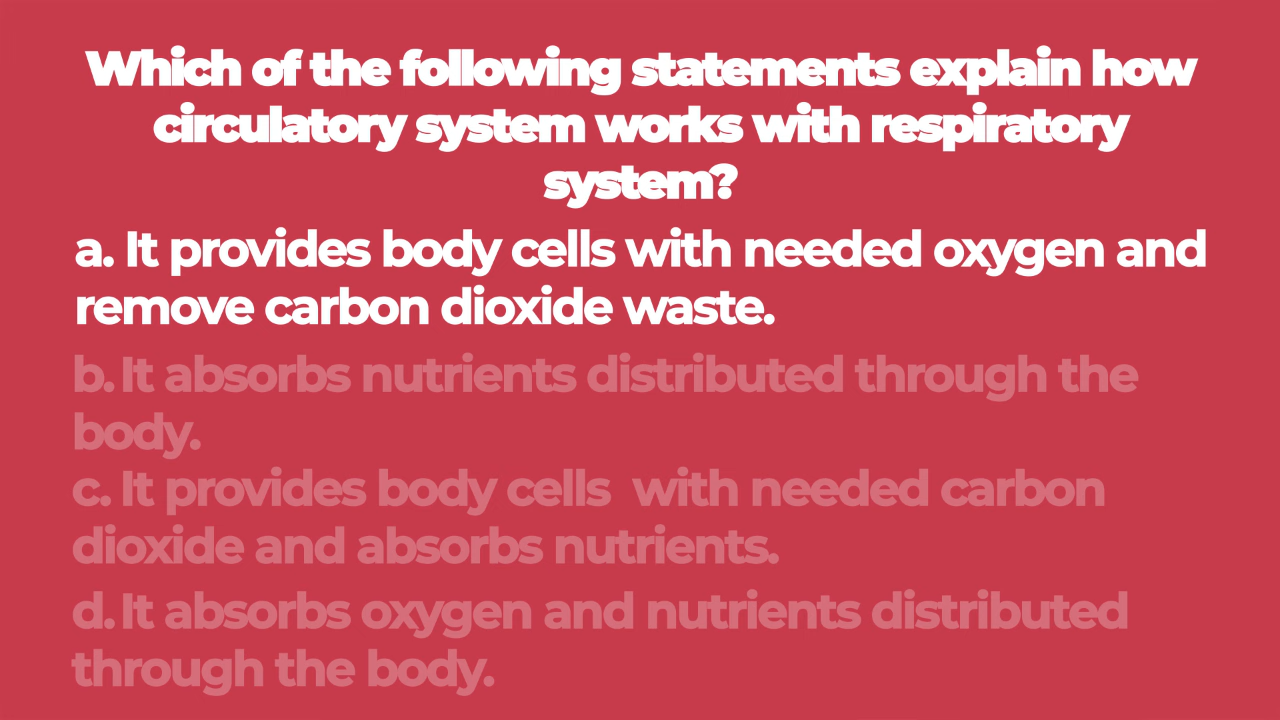 Which of the following statements explain how
circulatory system works with respiratory
system?
a. It provides body cells with needed oxygen and
remove carbon dioxide waste.
b. It absorbs nutrients distributed through the
body.
c. It provides body cells  with needed carbon
dioxide and absorbs nutrients.
d. It absorbs oxygen and nutrients distributed
through the body.